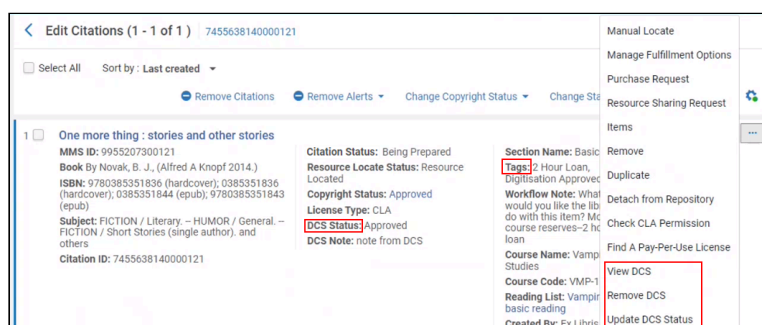 Edit Citations (1 - 1 of 1 ) 7455638140000121
Select All Sort by : Last created
Remove Citations Remove Alerts Change Copyright Status Change Sta
1 One more thing : stories and other stories
MMS ID: 9955207300121
Book By Novak, B. J., (Alfred A Knopf 2014.)
ISBN: 9780385351836 (hardcover); 0385351836
(hardcover); 0385351844 (epub); 9780385351843
(epub)
Subject: FICTION / Literary. -- HUMOR / General. --
FICTION / Short Stories (single author). and
others
Citation ID: 7455638140000121
Citation Status: Being Prepared
Resource Locate Status: Resource
Located
Copyright Status: Approved
License Type: CLA
DCS Status: Approved
DCS Note: note from DCS
Section Name: Basic
Tags: 2 Hour Loan,
Digitisation Approved
Workflow Note: What
would you like the lib
do with this item? Mo
course reserves--2 ho
loan
Course Name: Vamp
Studies
Course Code: VMP-1
Reading List: Vampir
basic reading
Created By: Ex Libris
Manual Locate
Manage Fulfillment Options
Purchase Request
Resource Sharing Request
Items
Remove
Duplicate
Detach from Repository
Check CLA Permission
Find A Pay-Per-Use License
View DCS
Remove DCS
Update DCS Status